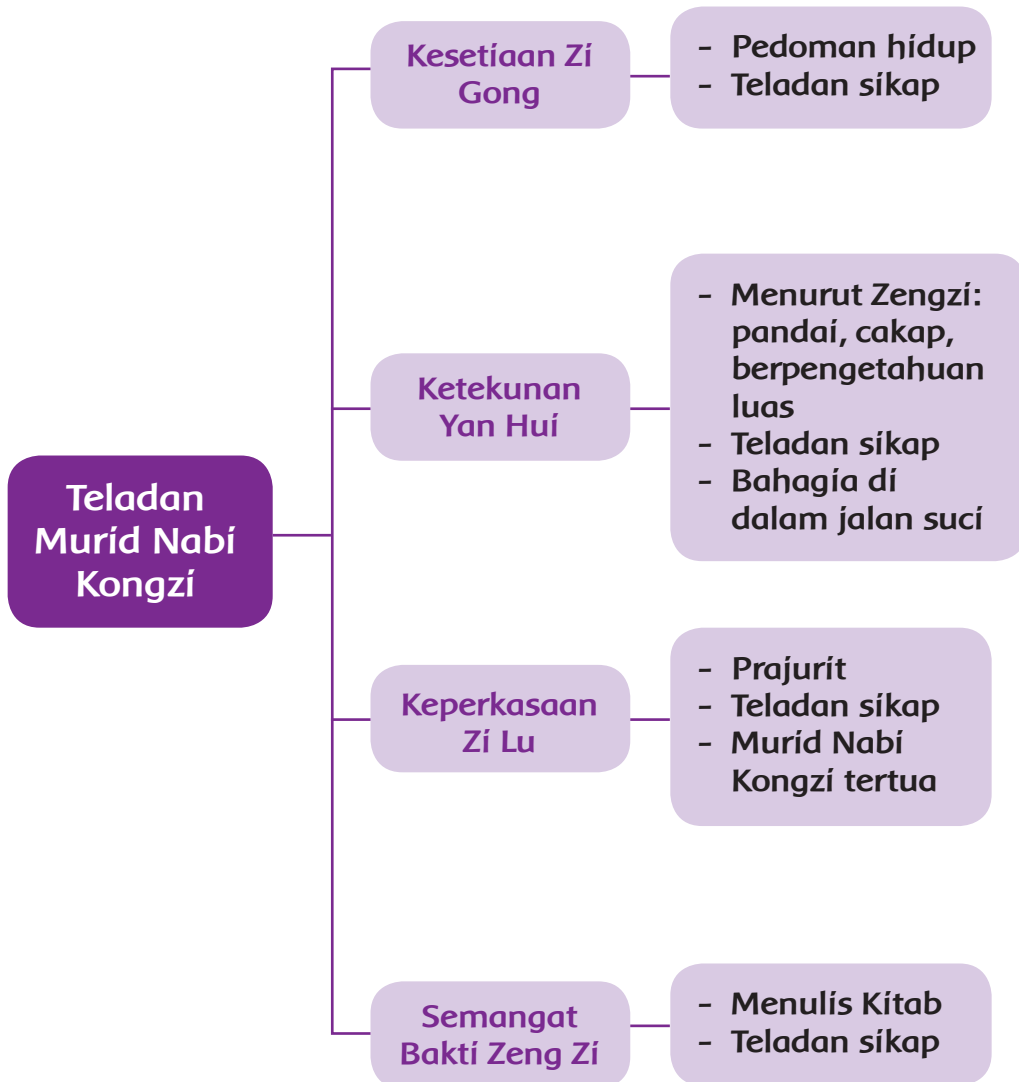 Teladan
Murid Nabi
Kongzi
Kesetiaan Zi
Gong
- Pedoman hidup
- Teladan sikap
Ketekunan
Yan Hui
- Menurut Zengzi:
pandai, cakap,
berpengetahuan
luas
- Teladan sikap
- Bahagia di
dalam jalan suci
Keperkasaan
Zi Lu
- Prajurit
- Teladan sikap
- Murid Nabi
Kongzi tertua
Semangat
Bakti Zeng Zi
- Menulis Kitab
- Teladan sikap